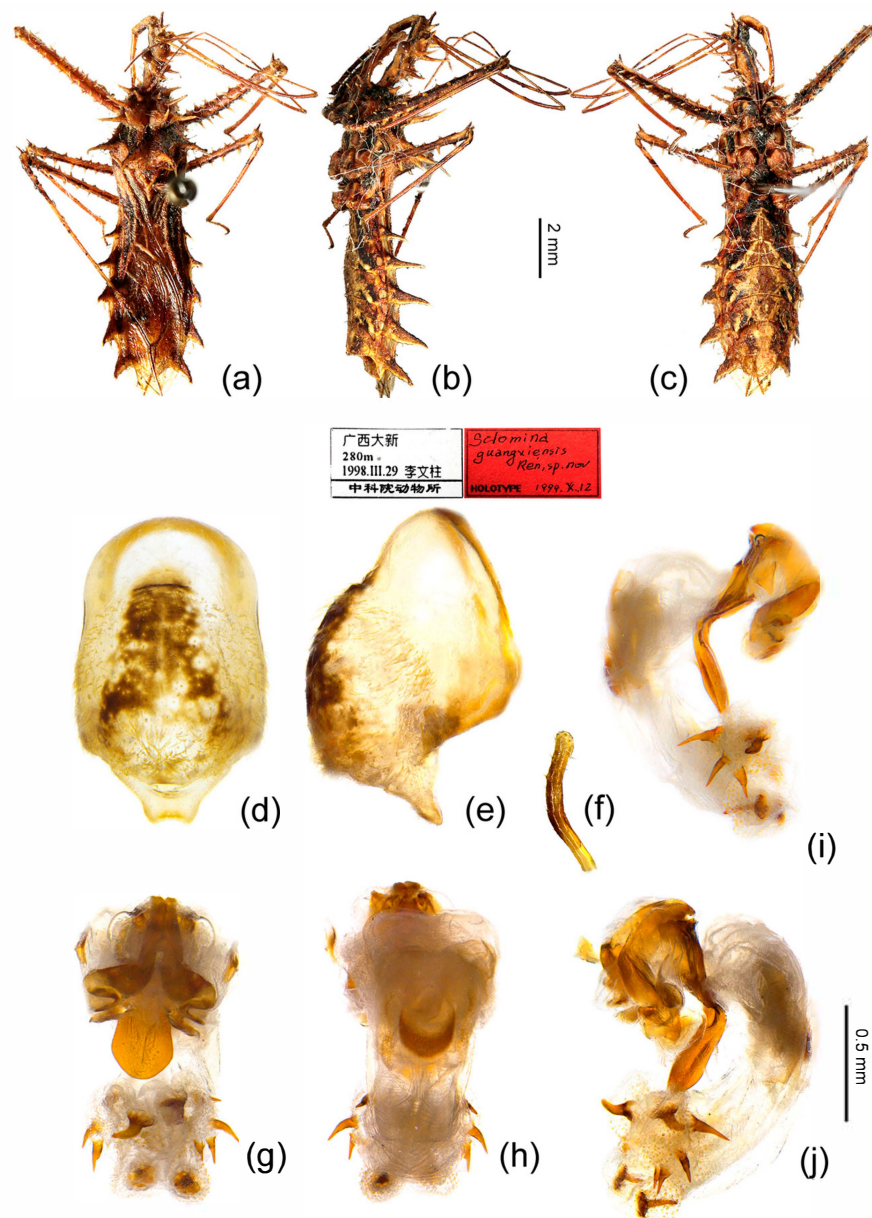 (a)
(b)
2 mm
(c)
广西大新
280m
1998.III.29 李文柱
中科院动物所
Sclomina
guangxiensis
Ren, sp. nov
HOLOTYPE 1999.XI.12
(d)
(e)
(f)
(i)
(g)
(h)
(j)
0.5 mm